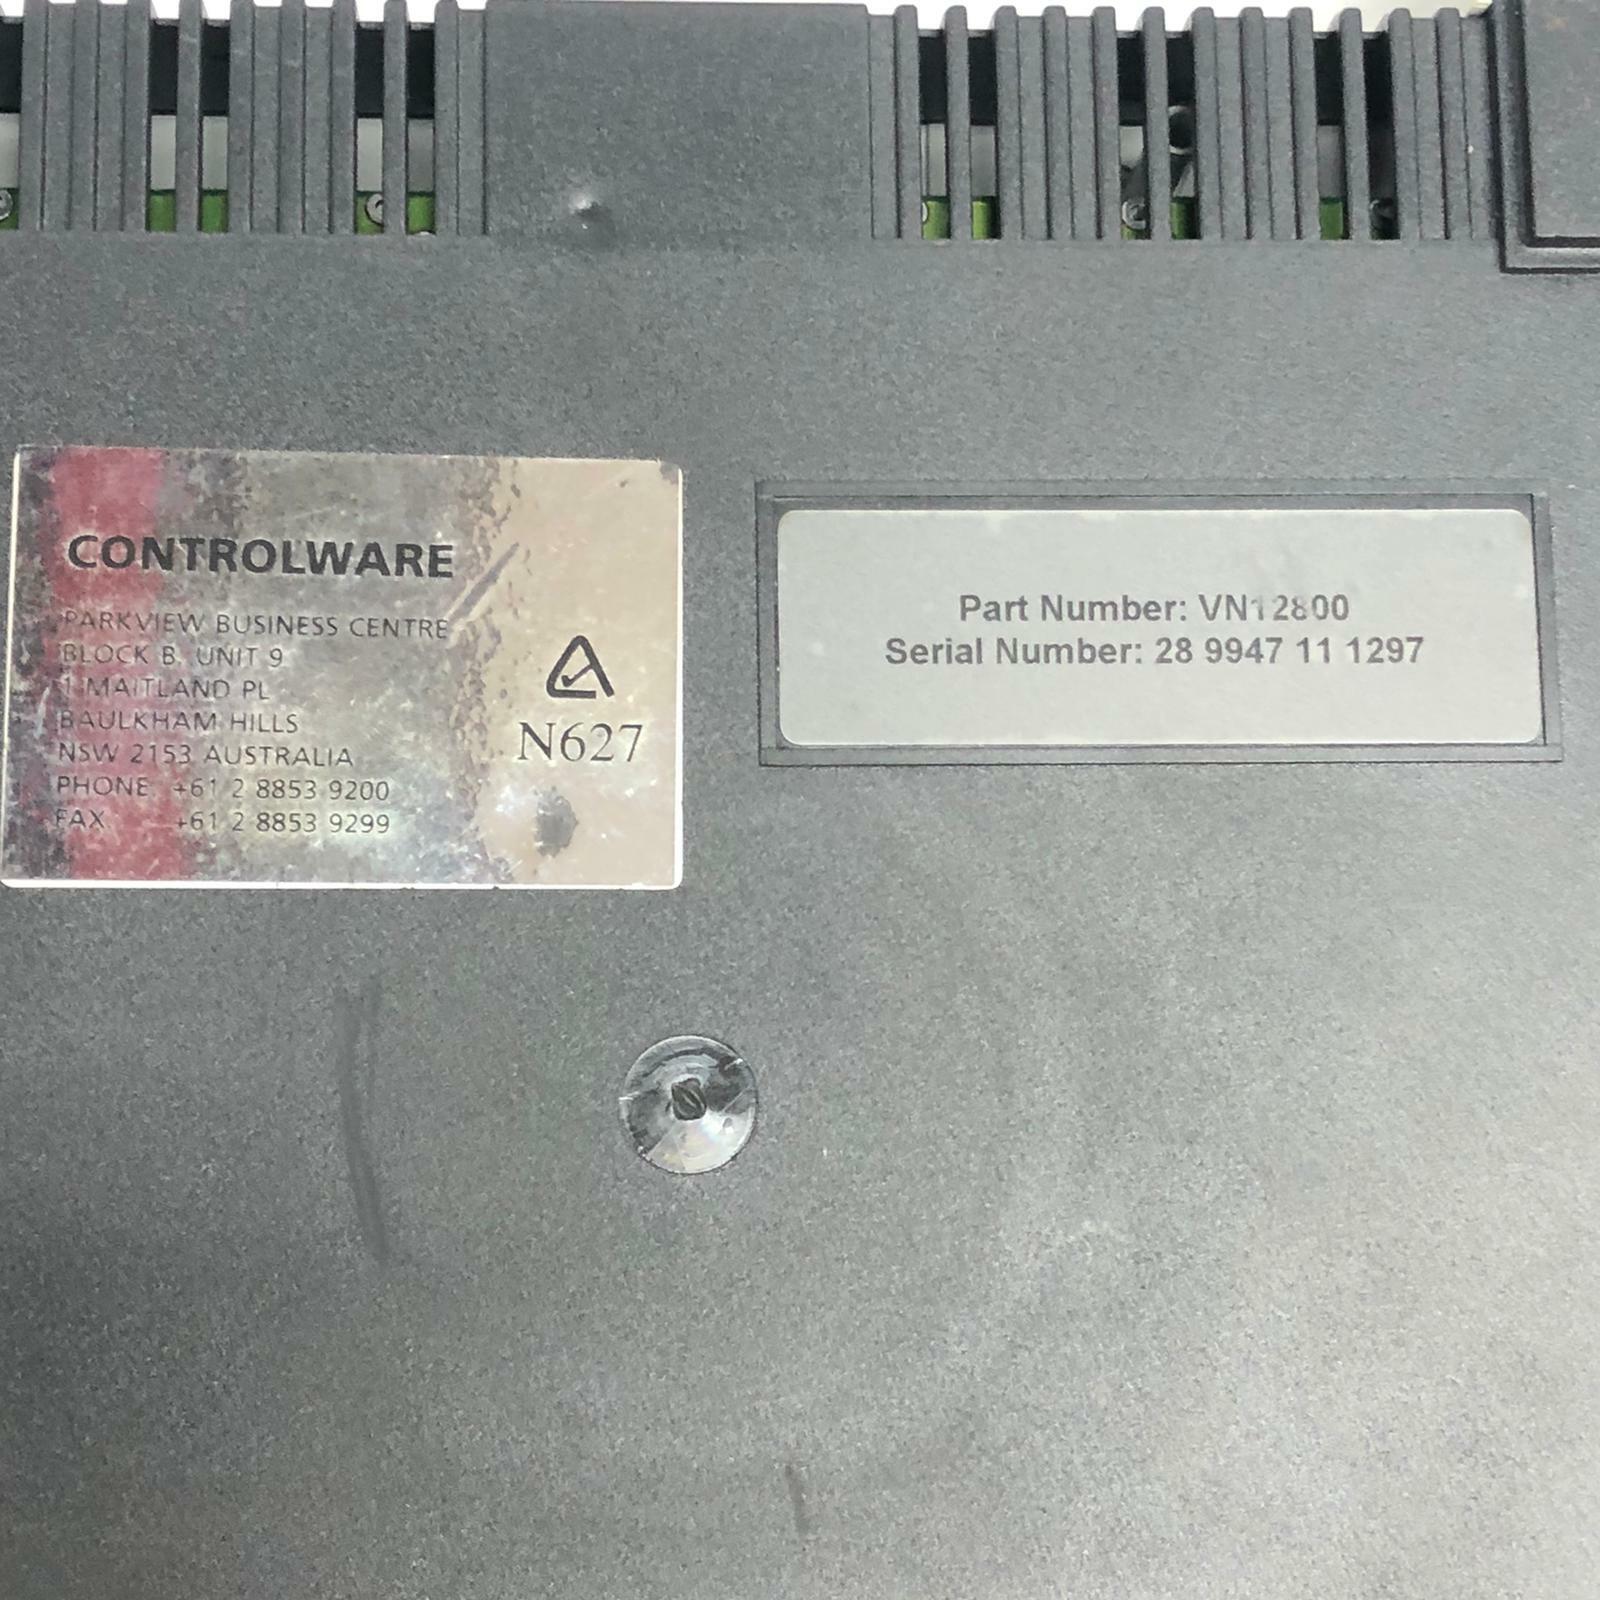 CONTROLWARE
PARKVIEW BUSINESS CENTRE
BLOCK B, UNIT 9
1 MAITLAND PL
BAULKHAM HILLS
NSW 2153 AUSTRALIA
PHONE +61 2 8853 9200
FAX +61 2 8853 9299
N627
Part Number: VN12800
Serial Number: 28 9947 11 1297